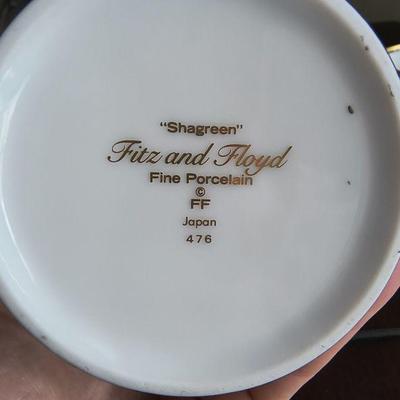 "Shagreen"
Fitz and Floyd
Fine Porcelain
©
FF
Japan
476